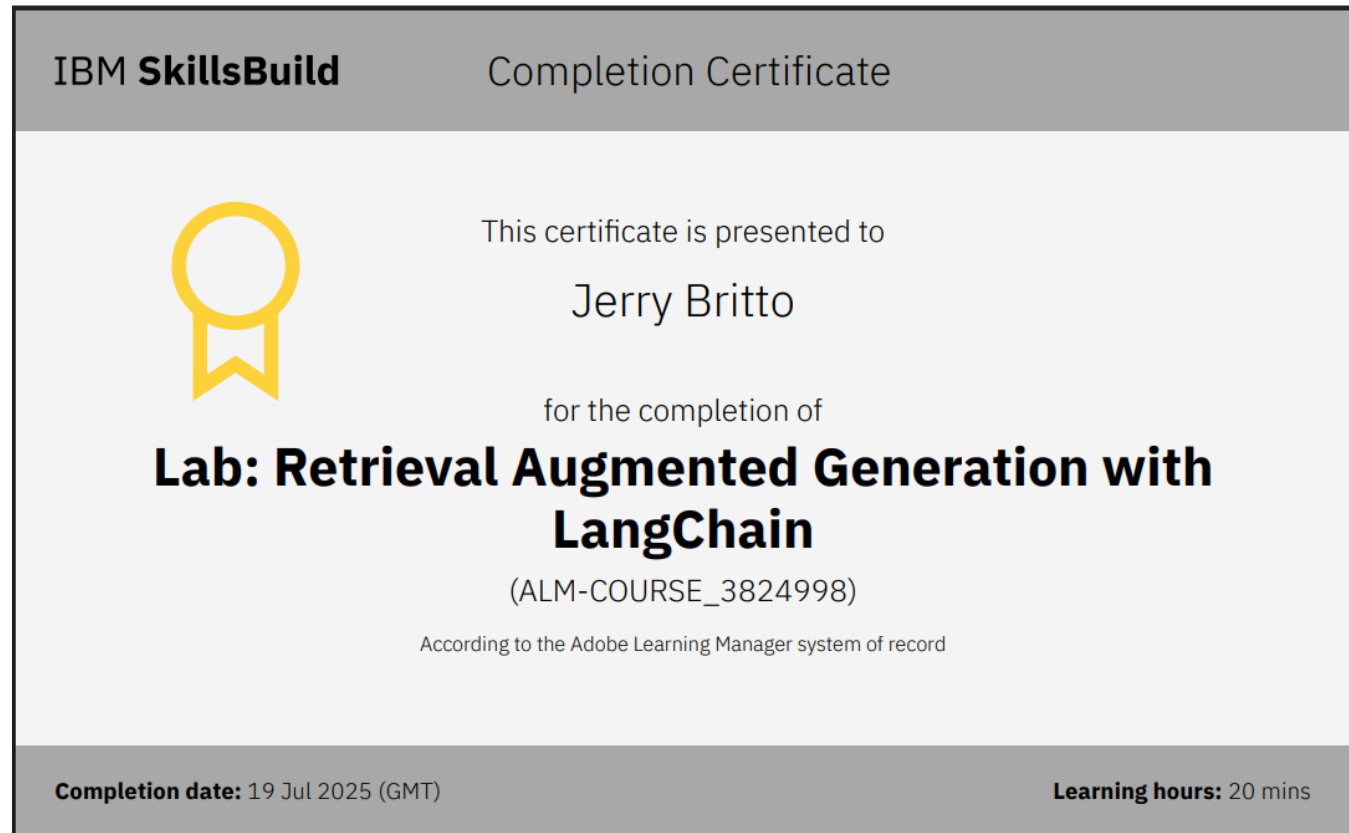 IBM SkillsBuild
Completion Certificate
This certificate is presented to
Jerry Britto
for the completion of
Lab: Retrieval Augmented Generation with
LangChain
(ALM-COURSE_3824998)
According to the Adobe Learning Manager system of record
Completion date: 19 Jul 2025 (GMT)
Learning hours: 20 mins